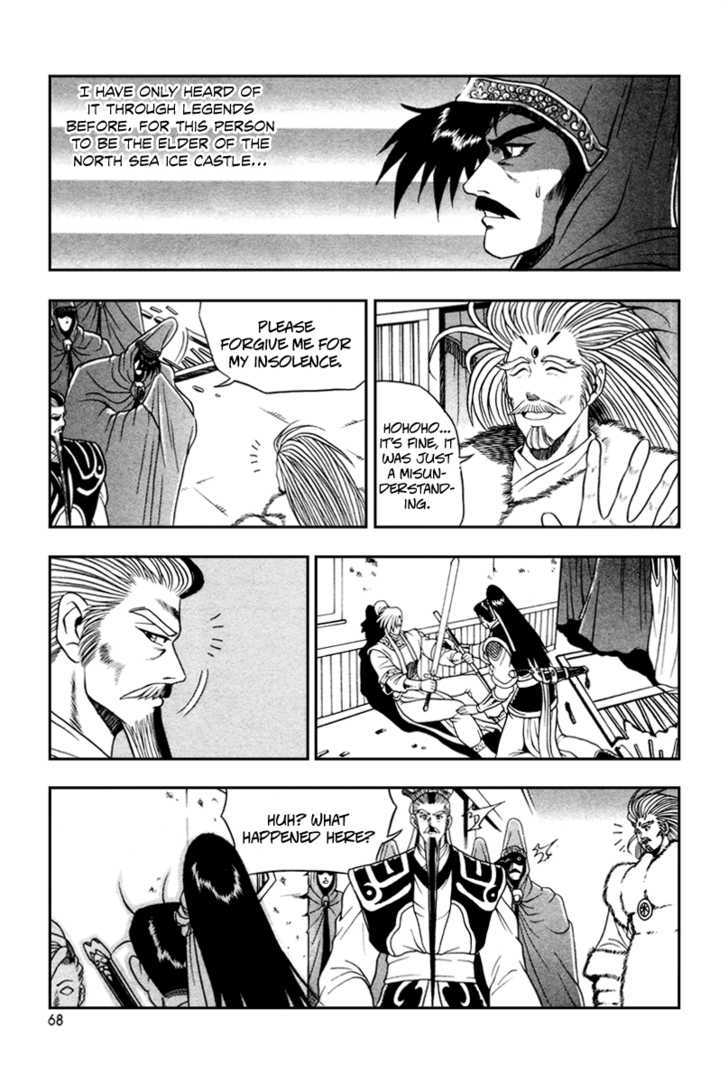 I HAVE ONLY HEARD OF
IT THROUGH LEGENDS
BEFORE, FOR THIS PERSON
TO BE THE ELDER OF THE
NORTH SEA ICE CASTLE...
PLEASE
FORGIVE ME FOR
MY INSOLENCE.
HOHOHO...
IT'S FINE, IT
WAS JUST
A MISUN-
DERSTAND-
ING.
HUH? WHAT
HAPPENED HERE?
68